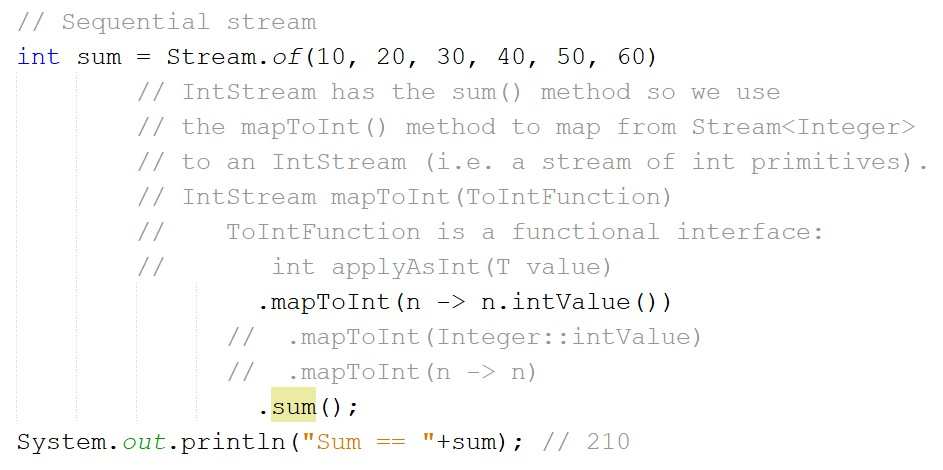 // Sequential stream
int sum = Stream.of(10, 20, 30, 40, 50, 60)
// IntStream has the sum() method so we use
// the mapToInt() method to map from Stream<Integer>
// to an IntStream (i.e. a stream of int primitives).
// IntStream mapToInt(ToIntFunction)
//    ToIntFunction is a functional interface:
//       int applyAsInt(T value)
.mapToInt(n -> n.intValue())
//  .mapToInt(Integer::intValue)
//  .mapToInt(n -> n)
.sum();
System.out.println("Sum == "+sum); // 210